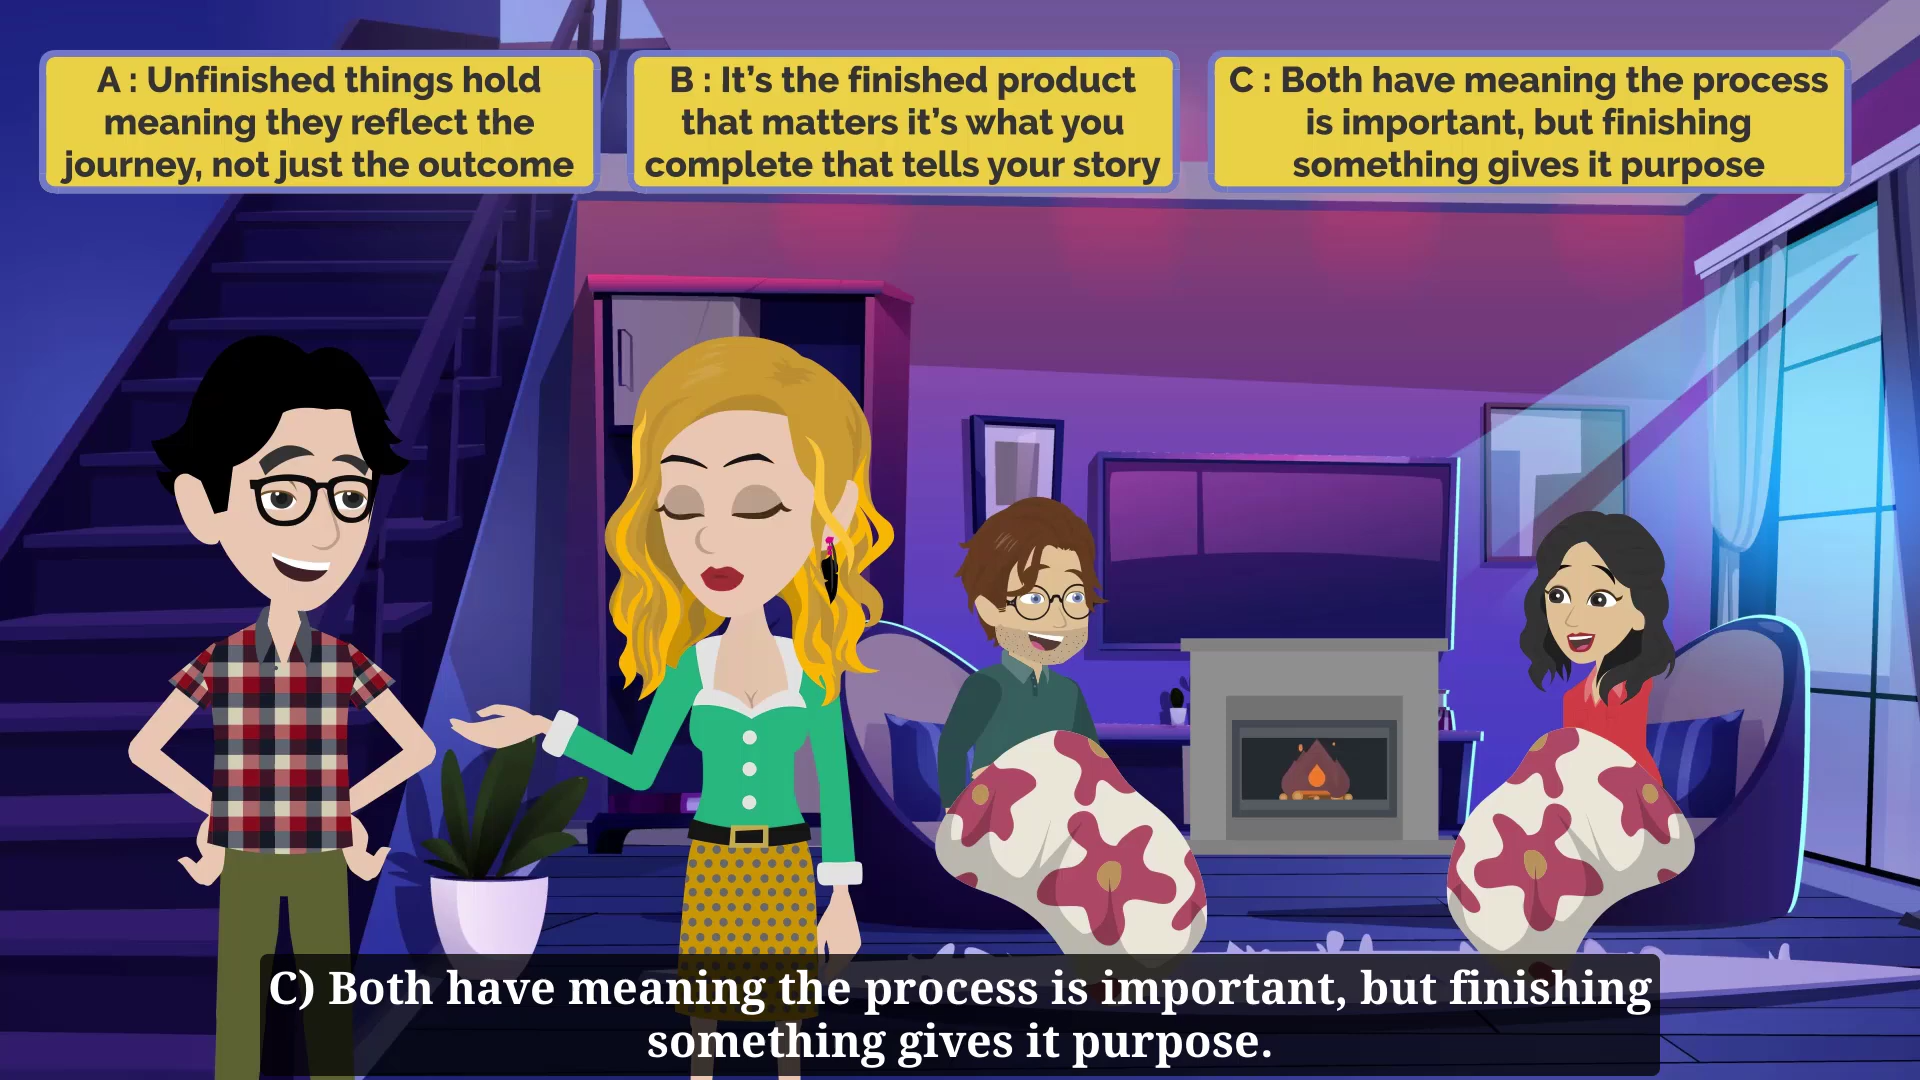 A : Unfinished things hold
meaning they reflect the
journey, not just the outcome
B : It’s the finished product
that matters it’s what you
complete that tells your story
C : Both have meaning the process
is important, but finishing
something gives it purpose
C) Both have meaning the process is important, but finishing
something gives it purpose.